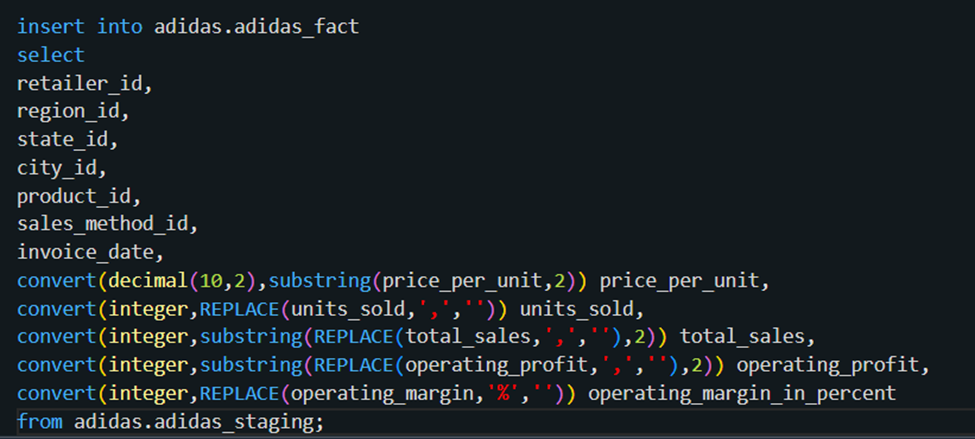 insert into adidas.adidas_fact
select
retailer_id,
region_id,
state_id,
city_id,
product_id,
sales_method_id,
invoice_date,
convert(decimal(10,2),substring(price_per_unit,2)) price_per_unit,
convert(integer,REPLACE(units_sold,',','')) units_sold,
convert(integer,substring(REPLACE(total_sales,',',''),2)) total_sales,
convert(integer,substring(REPLACE(operating_profit,',',''),2)) operating_profit,
convert(integer,REPLACE(operating_margin,'%','')) operating_margin_in_percent
from adidas.adidas_staging;